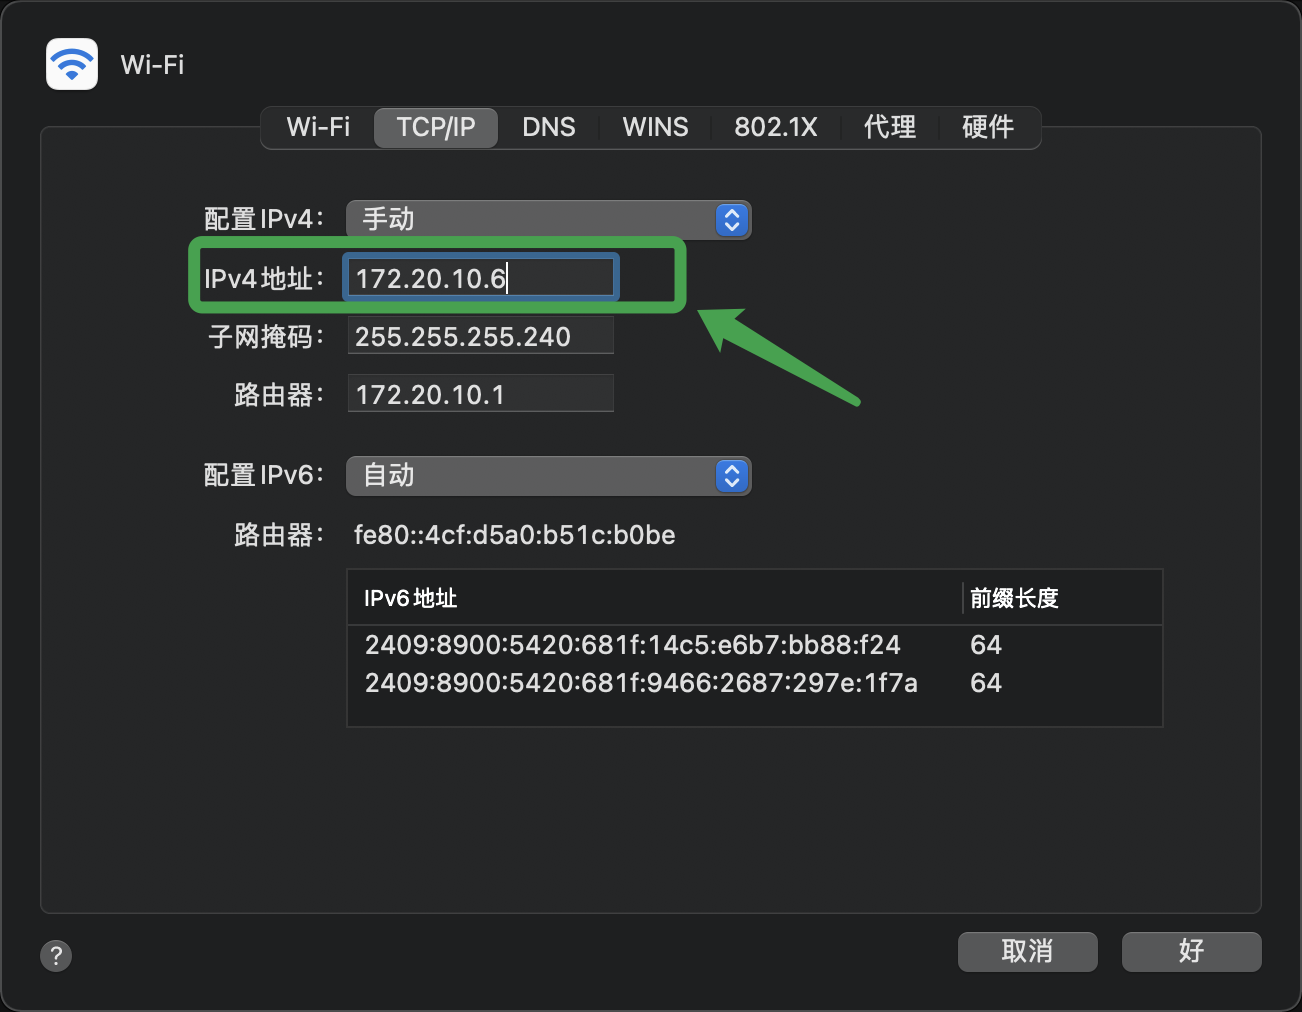 Wi-Fi
Wi-Fi TCP/IP DNS WINS 802.1X 代理 硬件
配置 IPv4： 手动
IPv4 地址： 172.20.10.6
子网掩码： 255.255.255.240
路由器： 172.20.10.1
配置 IPv6： 自动
路由器： fe80::4cf:d5a0:b51c:b0be
IPv6 地址 前缀长度
2409:8900:5420:681f:14c5:e6b7:bb88:f24 64
2409:8900:5420:681f:9466:2687:297e:1f7a 64
? 取消 好